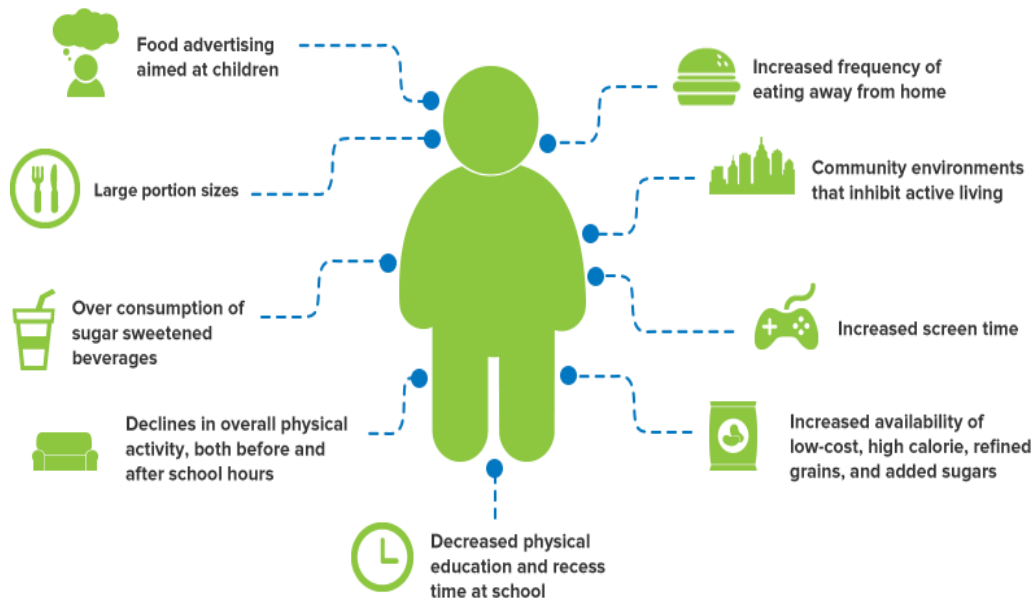 Food advertising
aimed at children
Increased frequency of
eating away from home
Large portion sizes
Community environments
that inhibit active living
Over consumption of
sugar sweetened
beverages
Increased screen time
Declines in overall physical
activity, both before and
after school hours
Increased availability of
low-cost, high calorie, refined
grains, and added sugars
Decreased physical
education and recess
time at school